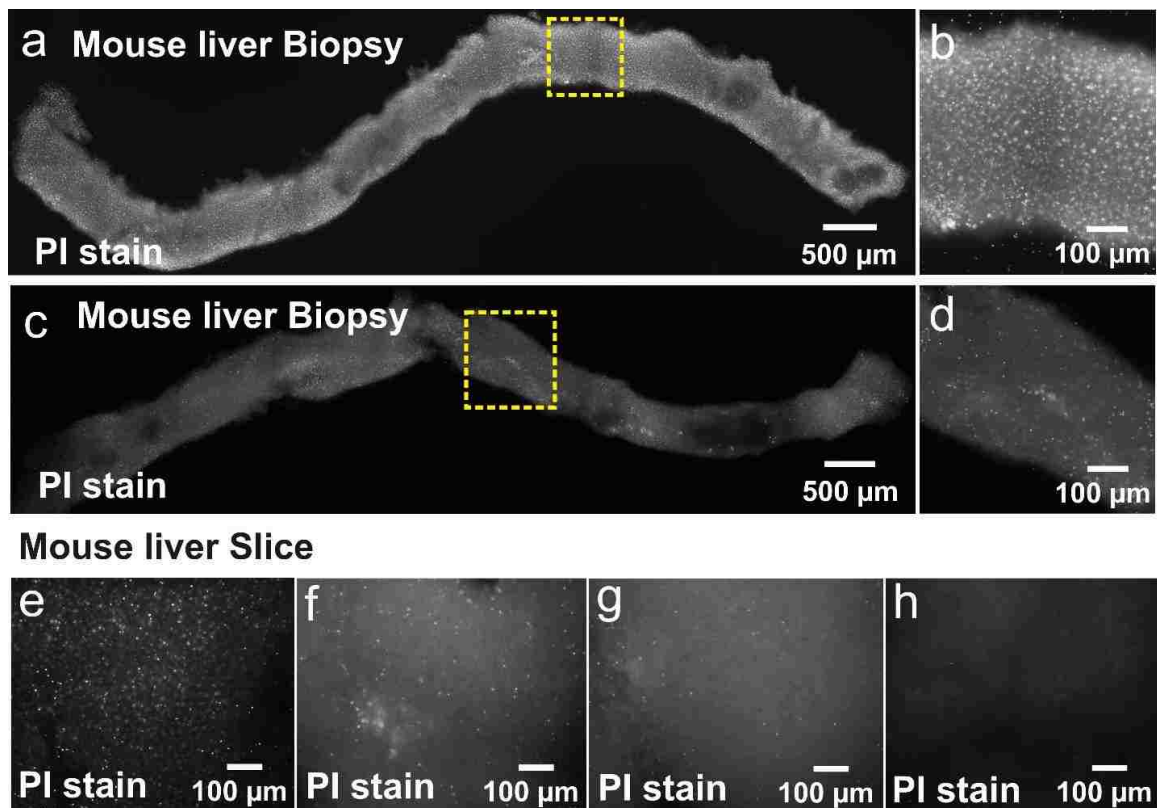 a Mouse liver Biopsy
PI stain
500 µm
b
100 µm
c Mouse liver Biopsy
PI stain
500 µm
d
100 µm
Mouse liver Slice
e
PI stain
100 µm
f
PI stain
100 µm
g
PI stain
100 µm
h
PI stain
100 µm